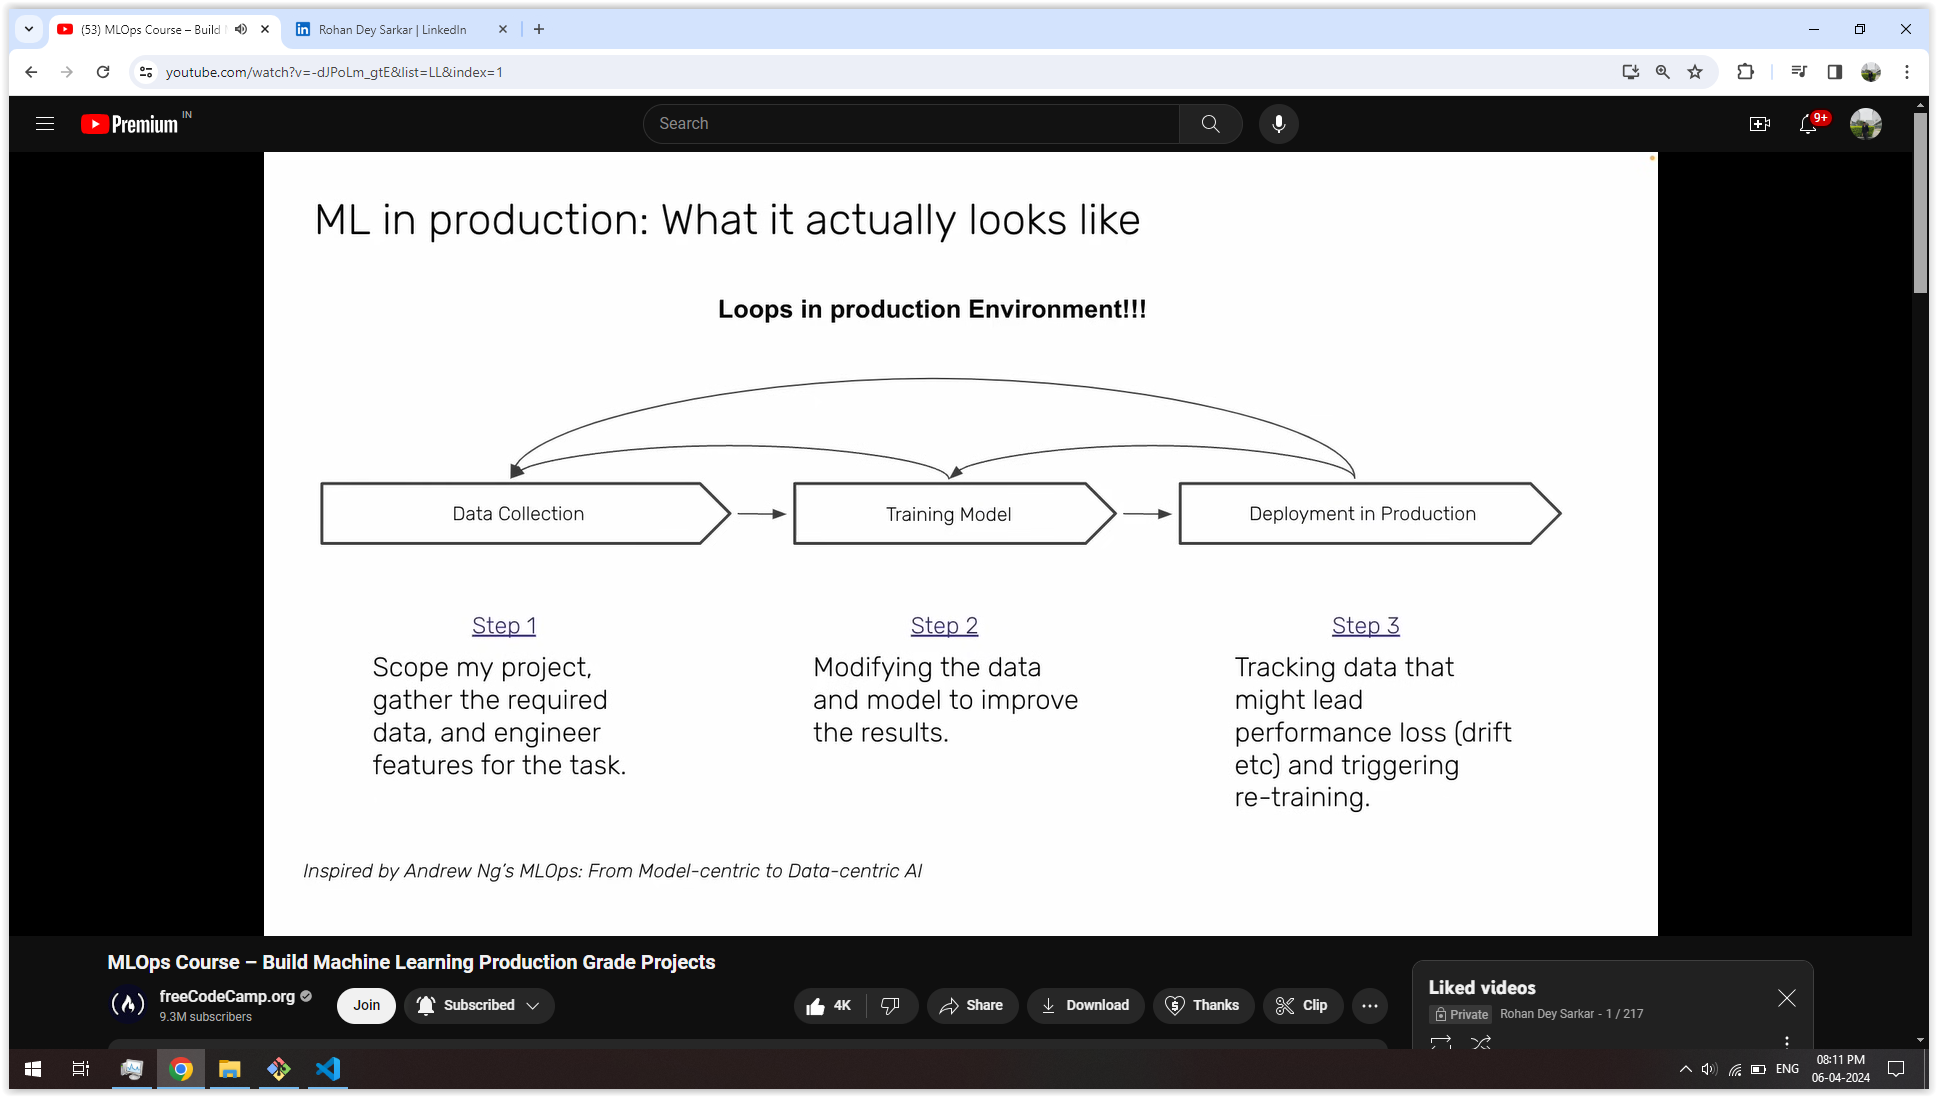 (53) MLOps Course – Build
Rohan Dey Sarkar | LinkedIn
youtube.com/watch?v=-dJPoLm_gtE&list=LL&index=1
Premium IN
Search
9+
ML in production: What it actually looks like
Loops in production Environment!!!
Data Collection
Training Model
Deployment in Production
Step 1
Scope my project,
gather the required
data, and engineer
features for the task.
Step 2
Modifying the data
and model to improve
the results.
Step 3
Tracking data that
might lead
performance loss (drift
etc) and triggering
re-training.
Inspired by Andrew Ng's MLOps: From Model-centric to Data-centric AI
MLOps Course – Build Machine Learning Production Grade Projects
freeCodeCamp.org
9.3M subscribers
Join
Subscribed
4K
Share
Download
Thanks
Clip
Liked videos
Private Rohan Dey Sarkar - 1 / 217
ENG
08:11 PM
06-04-2024